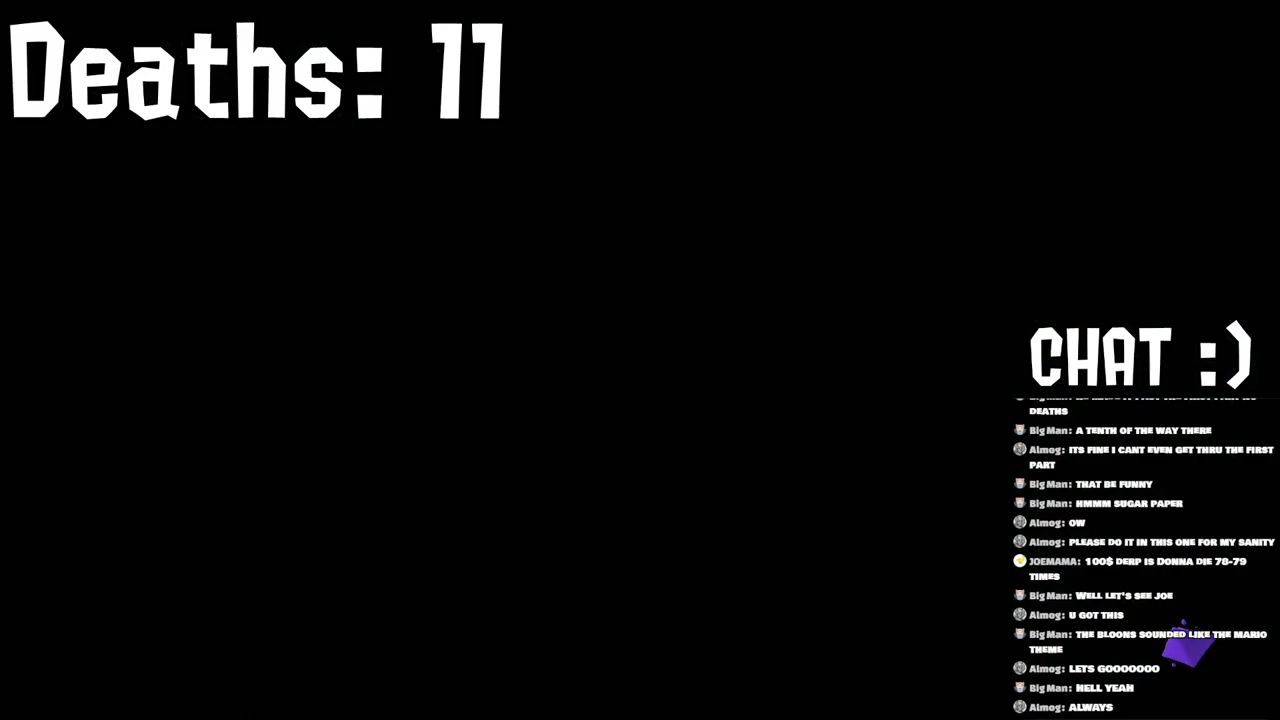 Deaths: 11
CHAT :)
DEATHS
Big Man: A TENTH OF THE WAY THERE
Almog: ITS FINE I CANT EVEN GET THRU THE FIRST
PART
Big Man: THAT BE FUNNY
Big Man: HMMM SUGAR PAPER
Almog: OW
Almog: PLEASE DO IT IN THIS ONE FOR MY SANITY
JOEMAMA: 100$ DERP IS DONNA DIE 78-79
TIMES
Big Man: WELL LET'S SEE JOE
Almog: U GOT THIS
Big Man: THE BLOONS SOUNDED LIKE THE MARIO
THEME
Almog: LETS GOOOOOOO
Big Man: HELL YEAH
Almog: ALWAYS